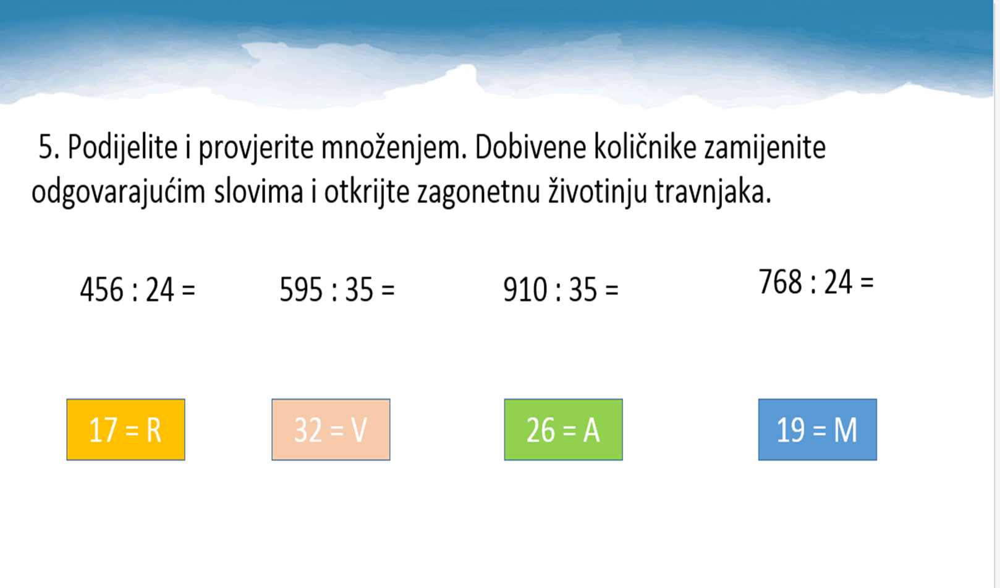 5. Podijelite i provjerite množenjem. Dobivene količnike zamijenite
odgovarajućim slovima i otkrijte zagonetnu životinju travnjaka.
456 : 24 =
595 : 35 =
910 : 35 =
768 : 24 =
17 = R
32 = V
26 = A
19 = M